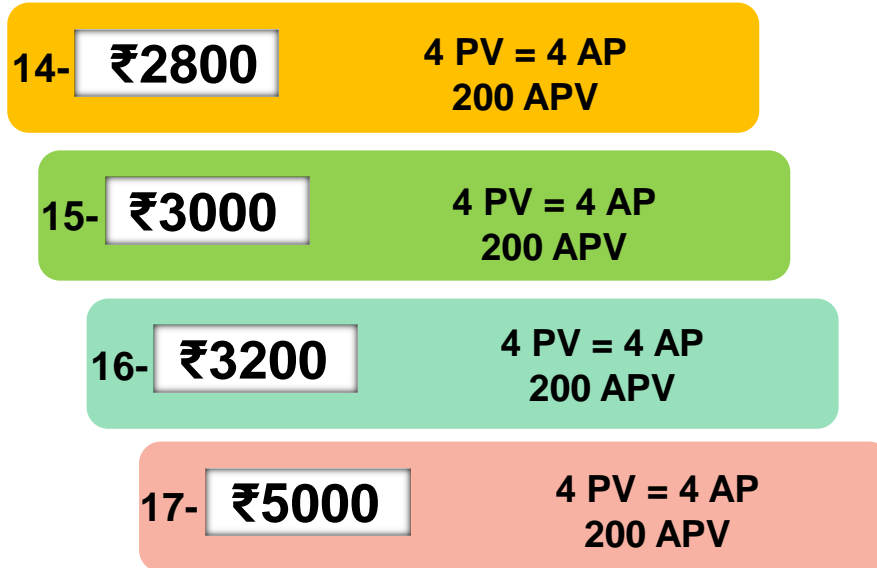 14- ₹2800 4 PV = 4 AP
200 APV
15- ₹3000 4 PV = 4 AP
200 APV
16- ₹3200 4 PV = 4 AP
200 APV
17- ₹5000 4 PV = 4 AP
200 APV